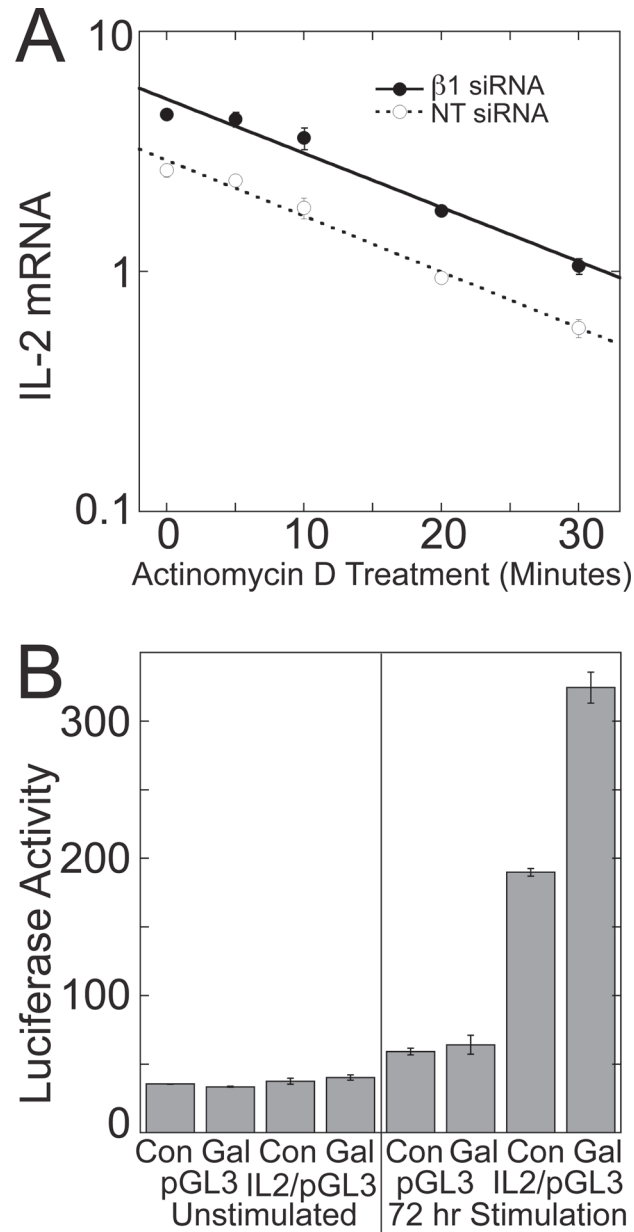 A
10
β1 siRNA
NT siRNA
1
IL-2 mRNA
0.1
0 10 20 30
Actinomycin D Treatment (Minutes)
B
300
200
100
0
Luciferase Activity
Con Gal Con Gal Con Gal Con Gal
pGL3 IL2/pGL3 pGL3 IL2/pGL3
Unstimulated 72 hr Stimulation